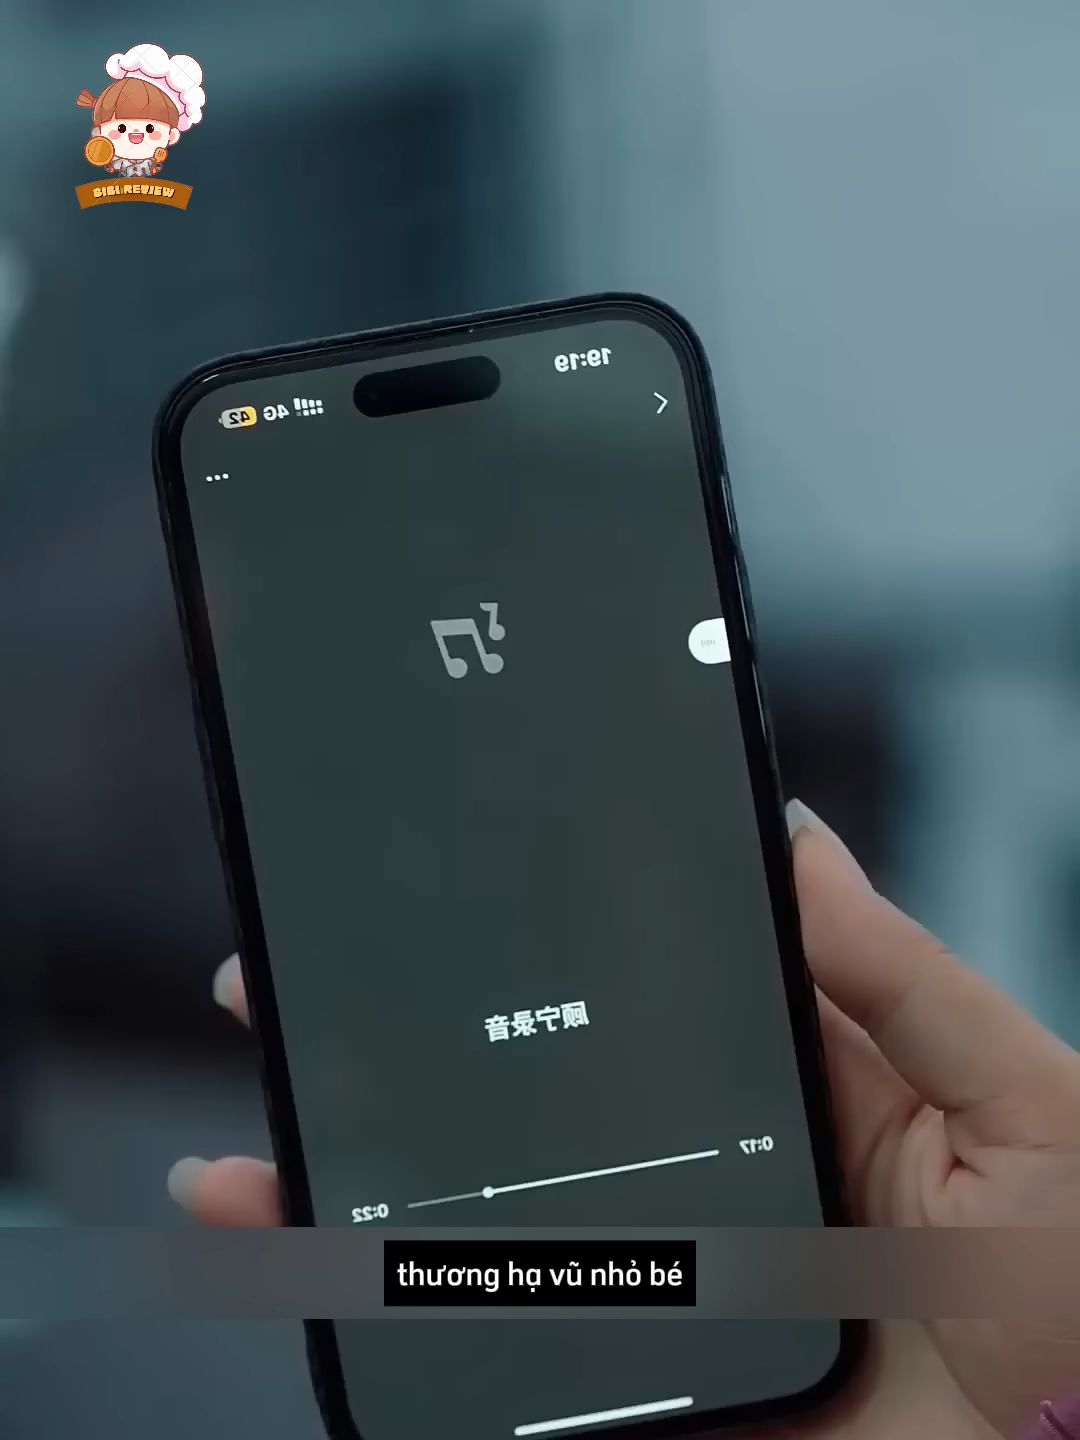 BIBI REVIEW
19:19
4G 42
顾宁录音
0:17
0:22
thương hạ vũ nhỏ bé